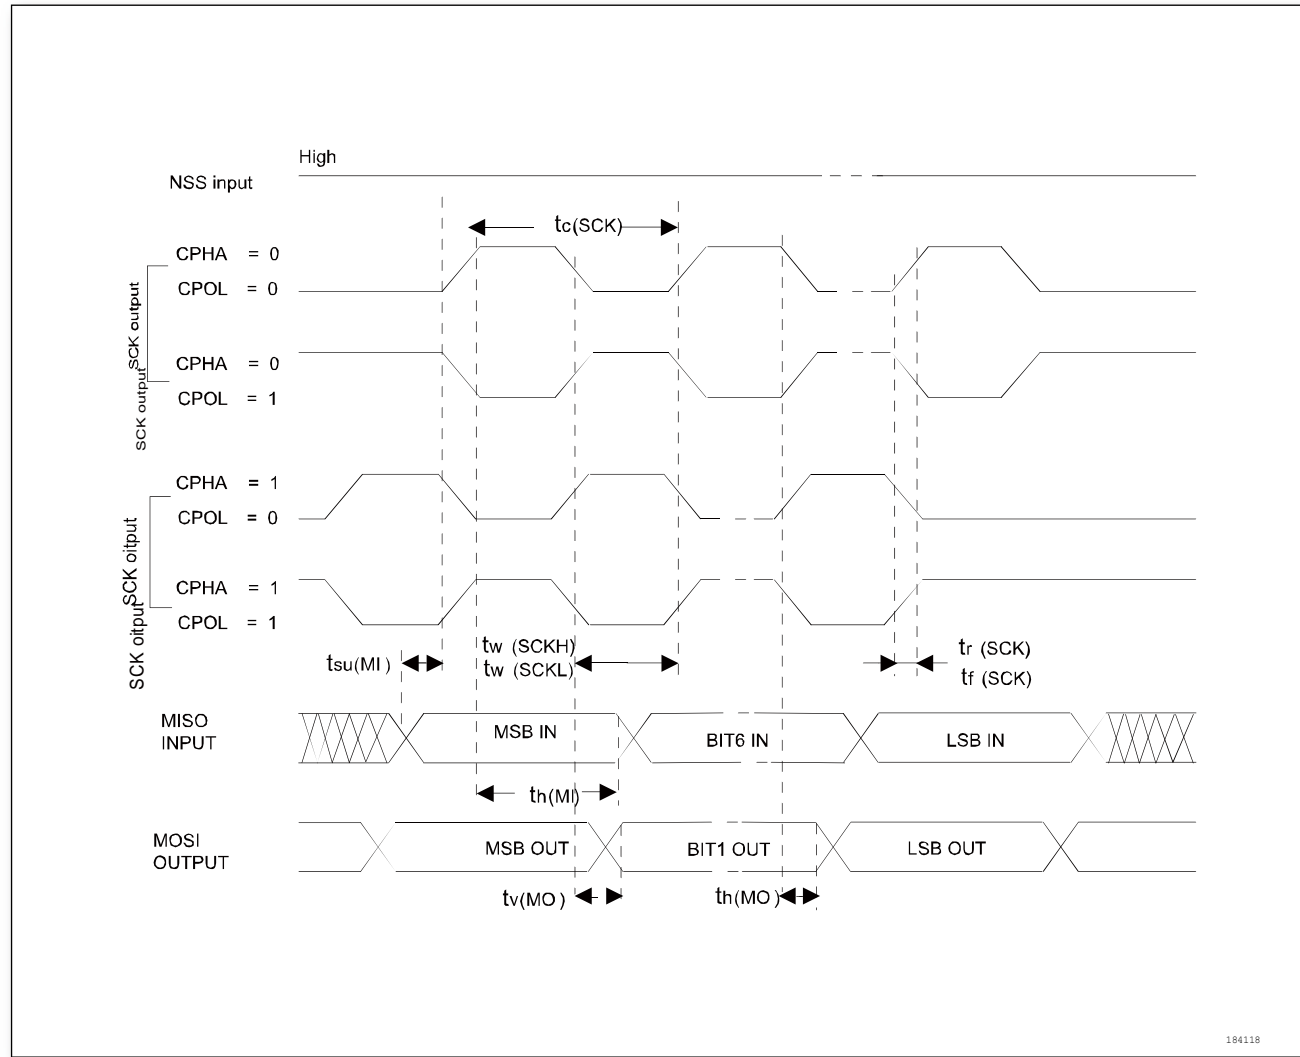 High
NSS input
tc(SCK)
CPHA = 0
CPOL = 0
SCK output
CPHA = 0
CPOL = 1
SCK output
CPHA = 1
CPOL = 0
SCK oitput
CPHA = 1
CPOL = 1
SCK oitput
tsu(MI)
tw (SCKH)
tw (SCKL)
tr (SCK)
tf (SCK)
MISO
INPUT
MSB IN
BIT6 IN
LSB IN
th(MI)
MOSI
OUTPUT
MSB OUT
BIT1 OUT
LSB OUT
tv(MO)
th(MO)
184118